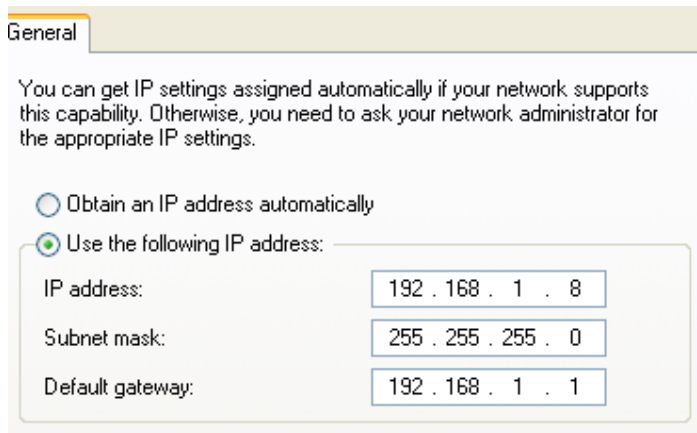 General
You can get IP settings assigned automatically if your network supports
this capability. Otherwise, you need to ask your network administrator for
the appropriate IP settings.
Obtain an IP address automatically
Use the following IP address:
IP address: 192 . 168 . 1 . 8
Subnet mask: 255 . 255 . 255 . 0
Default gateway: 192 . 168 . 1 . 1